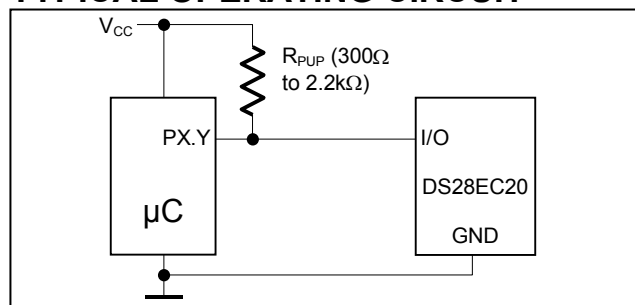 TYPICAL OPERATING CIRCUIT
VCC
RPUP (300Ω
to 2.2kΩ)
PX.Y
I/O
DS28EC20
µC
GND